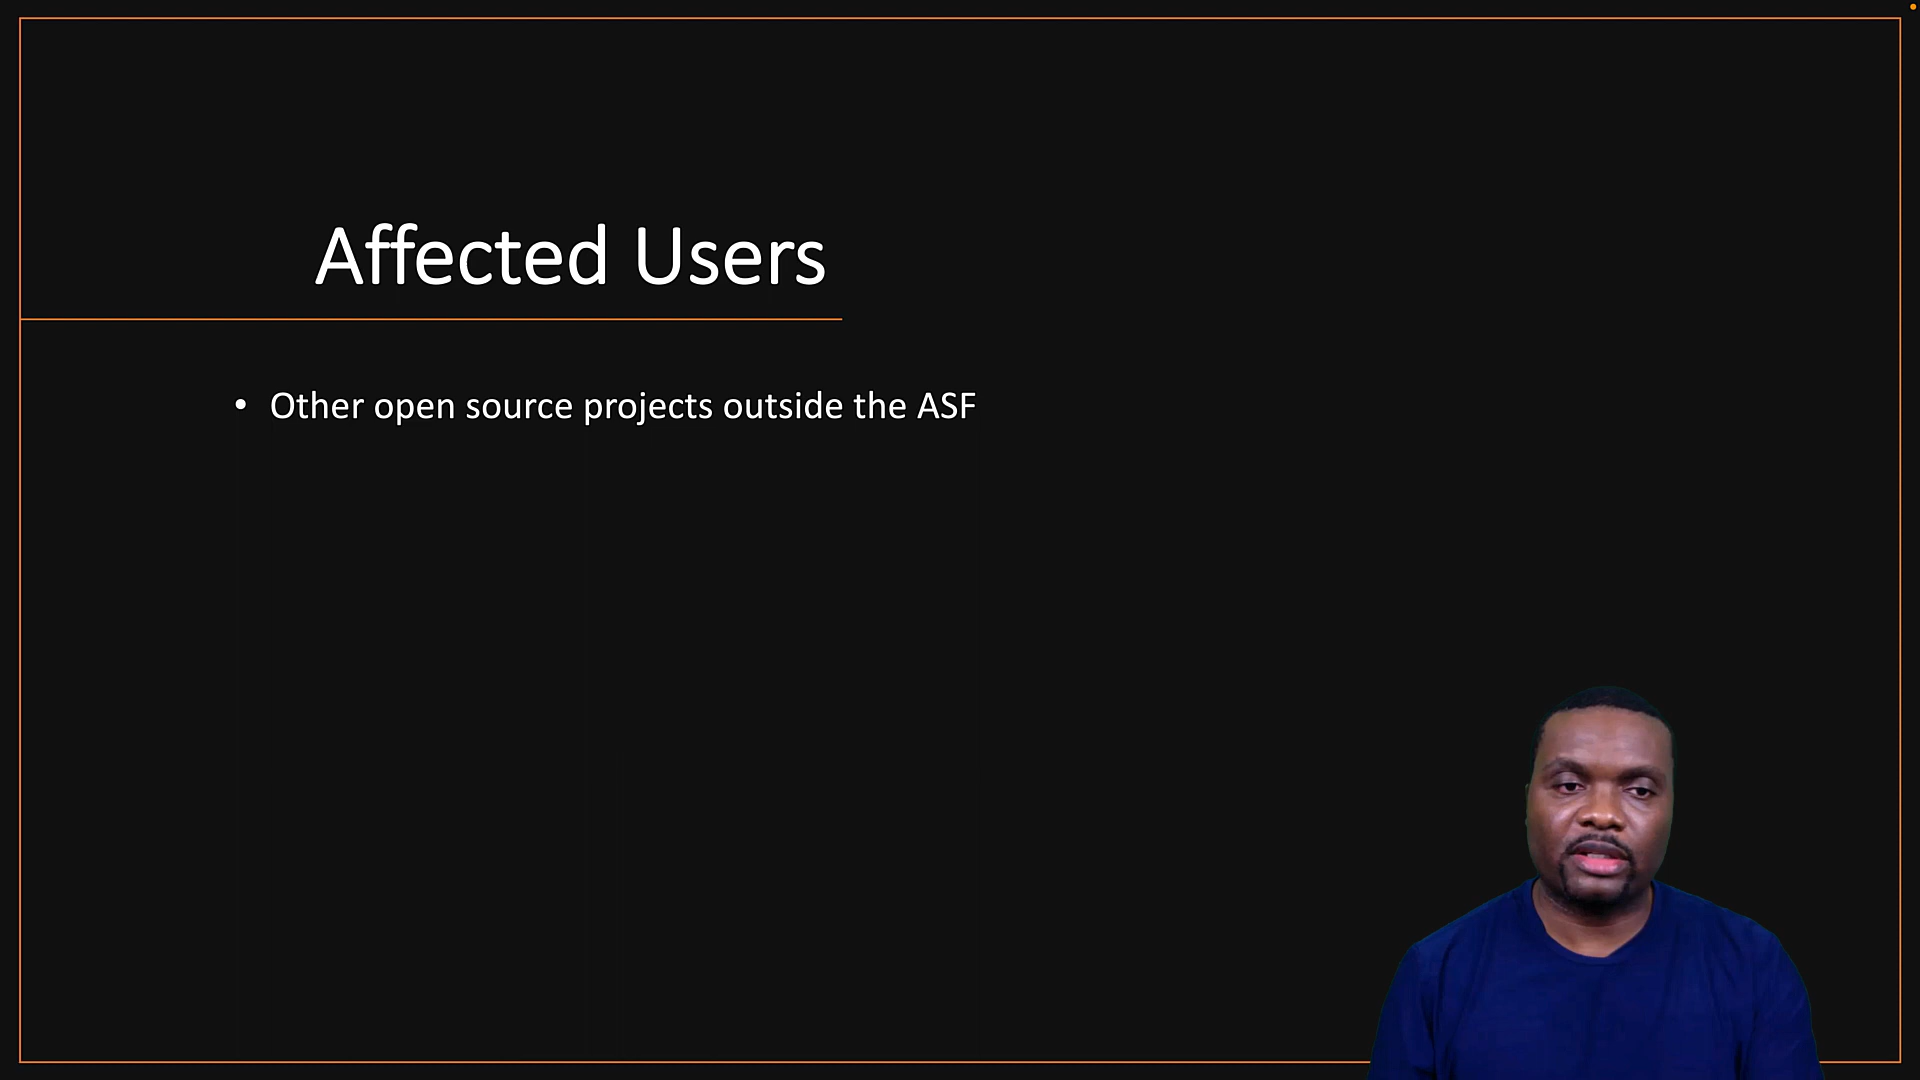 Affected Users
• Other open source projects outside the ASF